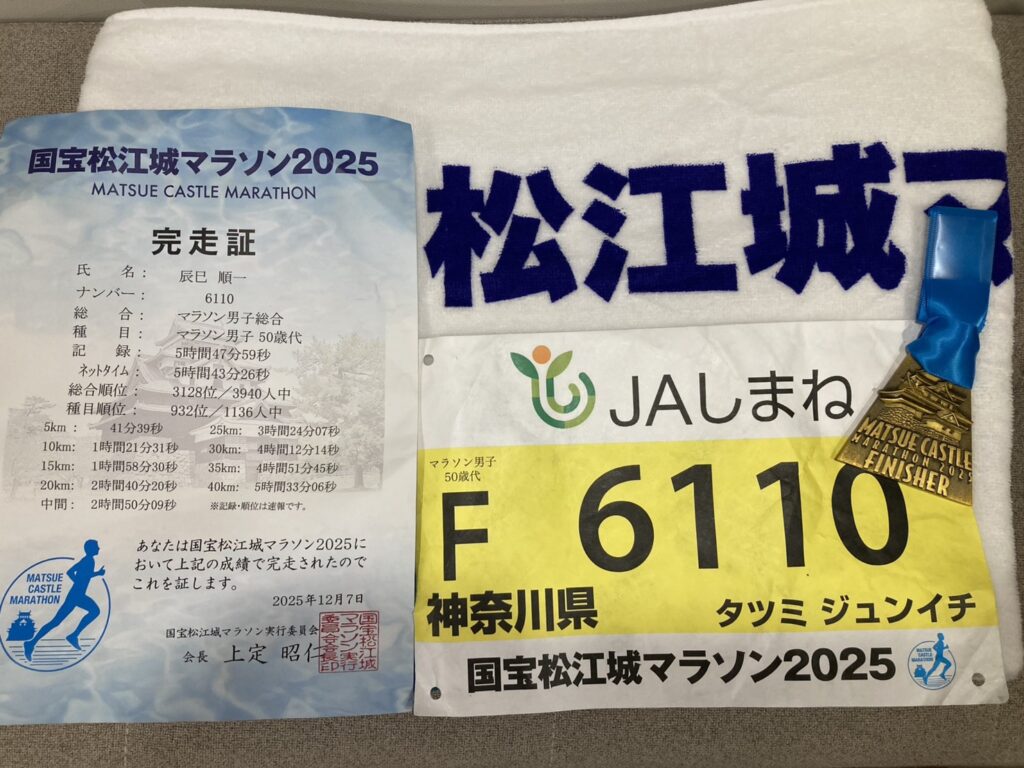 国宝松江城マラソン2025
MATSUE CASTLE MARATHON
完走証
氏 名： 辰巳 順一
ナンバー： 6110
総 合： マラソン男子総合
種 目： マラソン男子 50歳代
記 録： 5時間47分59秒
ネットタイム： 5時間43分26秒
総合順位： 3128位／3940人中
種目順位： 932位／1136人中
5km： 41分39秒 25km： 3時間24分07秒
10km： 1時間21分31秒 30km： 4時間12分14秒
15km： 1時間58分30秒 35km： 4時間51分45秒
20km： 2時間40分20秒 40km： 5時間33分06秒
中間： 2時間50分09秒 ※記録・順位は速報です。
あなたは国宝松江城マラソン2025に
おいて上記の成績で完走されたので
これを証します。
2025年12月7日
国宝松江城マラソン実行委員会
会長 上定 昭仁
MATSUE
CASTLE
MARATHON
松江城
JAしまね
マラソン男子
50歳代
F 6110
神奈川県 タツミ ジュンイチ
国宝松江城マラソン2025
MATSUE
CASTLE
MARATHON
MATSUE CASTLE
MARATHON 2025
FINISHER